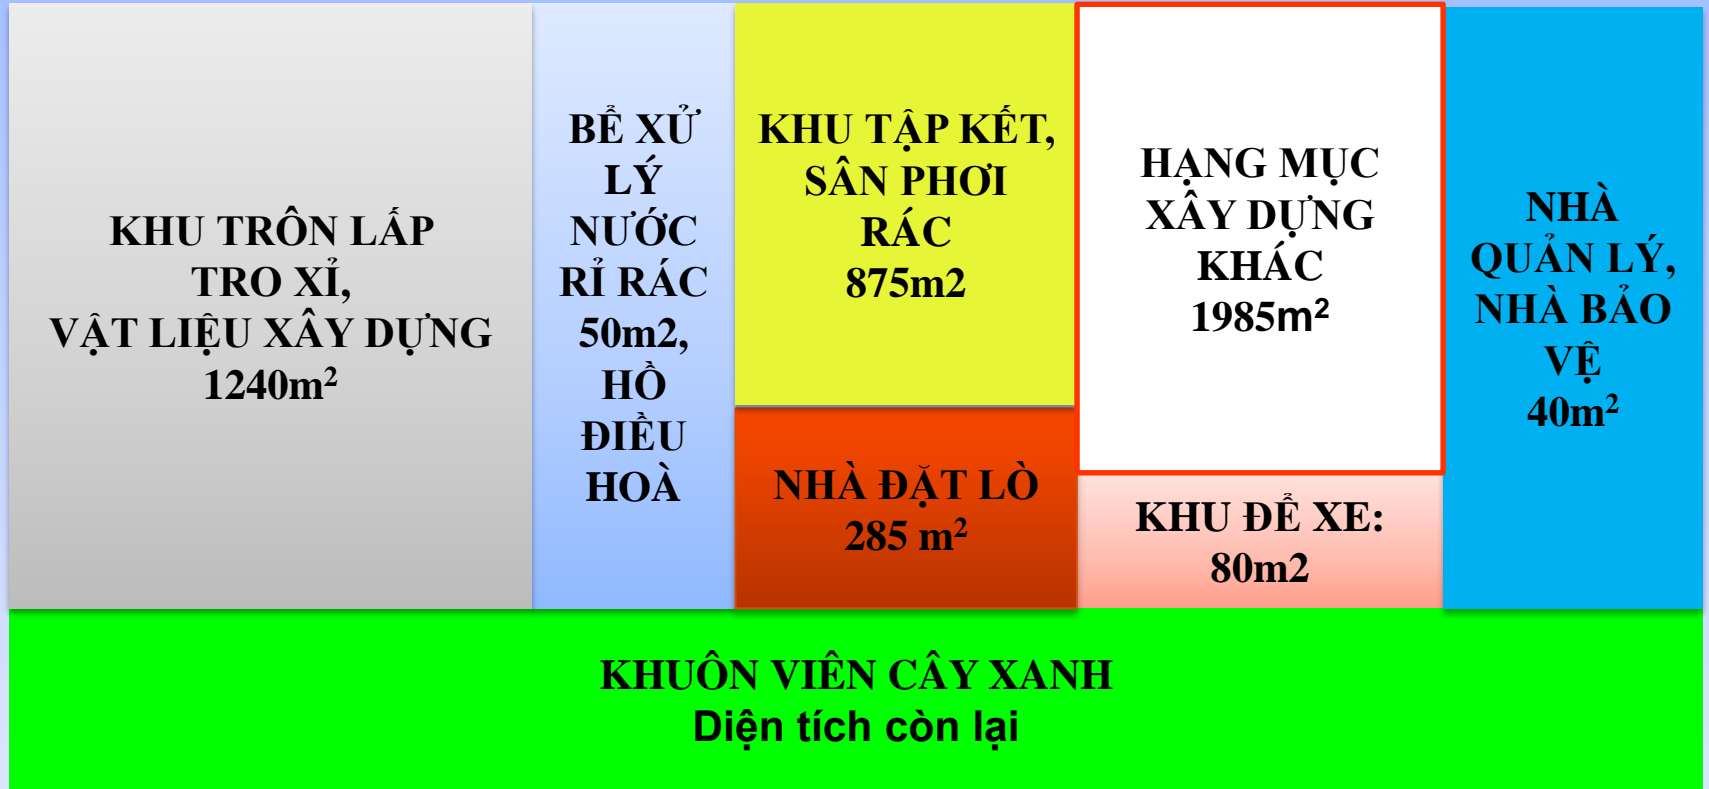 KHU TRÔN LẤP
TRO XỈ,
VẬT LIỆU XÂY DỰNG
1240m²
BỂ XỬ
LÝ
NƯỚC
RỈ RÁC
50m2,
HỒ
ĐIỀU
HOÀ
KHU TẬP KẾT,
SÂN PHƠI
RÁC
875m2
NHÀ ĐẶT LÒ
285 m²
HẠNG MỤC
XÂY DỰNG
KHÁC
1985m²
KHU ĐỂ XE:
80m2
NHÀ
QUẢN LÝ,
NHÀ BẢO
VỆ
40m²
KHUÔN VIÊN CÂY XANH
Diện tích còn lại